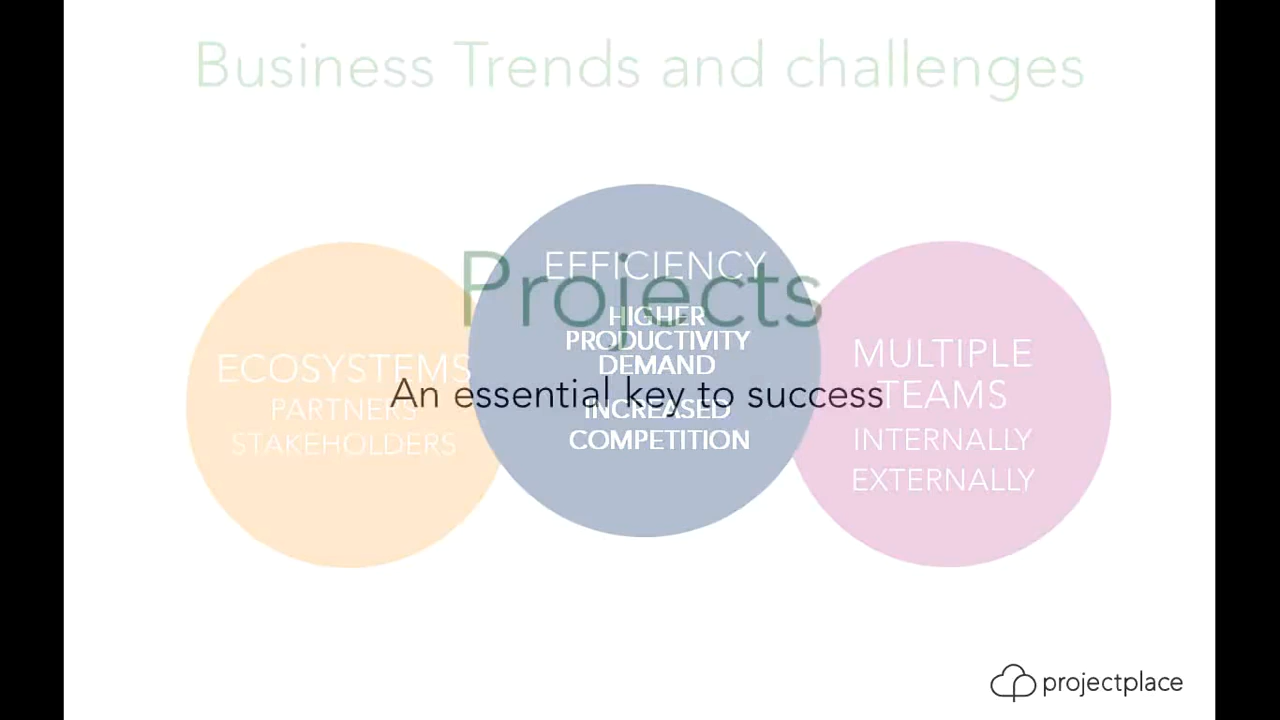 Business Trends and challenges
Projects
An essential key to success
ECOSYSTEMS
PARTNERS
STAKEHOLDERS
EFFICIENCY
HIGHER
PRODUCTIVITY
DEMAND
INCREASED
COMPETITION
MULTIPLE
TEAMS
INTERNALLY
EXTERNALLY
projectplace